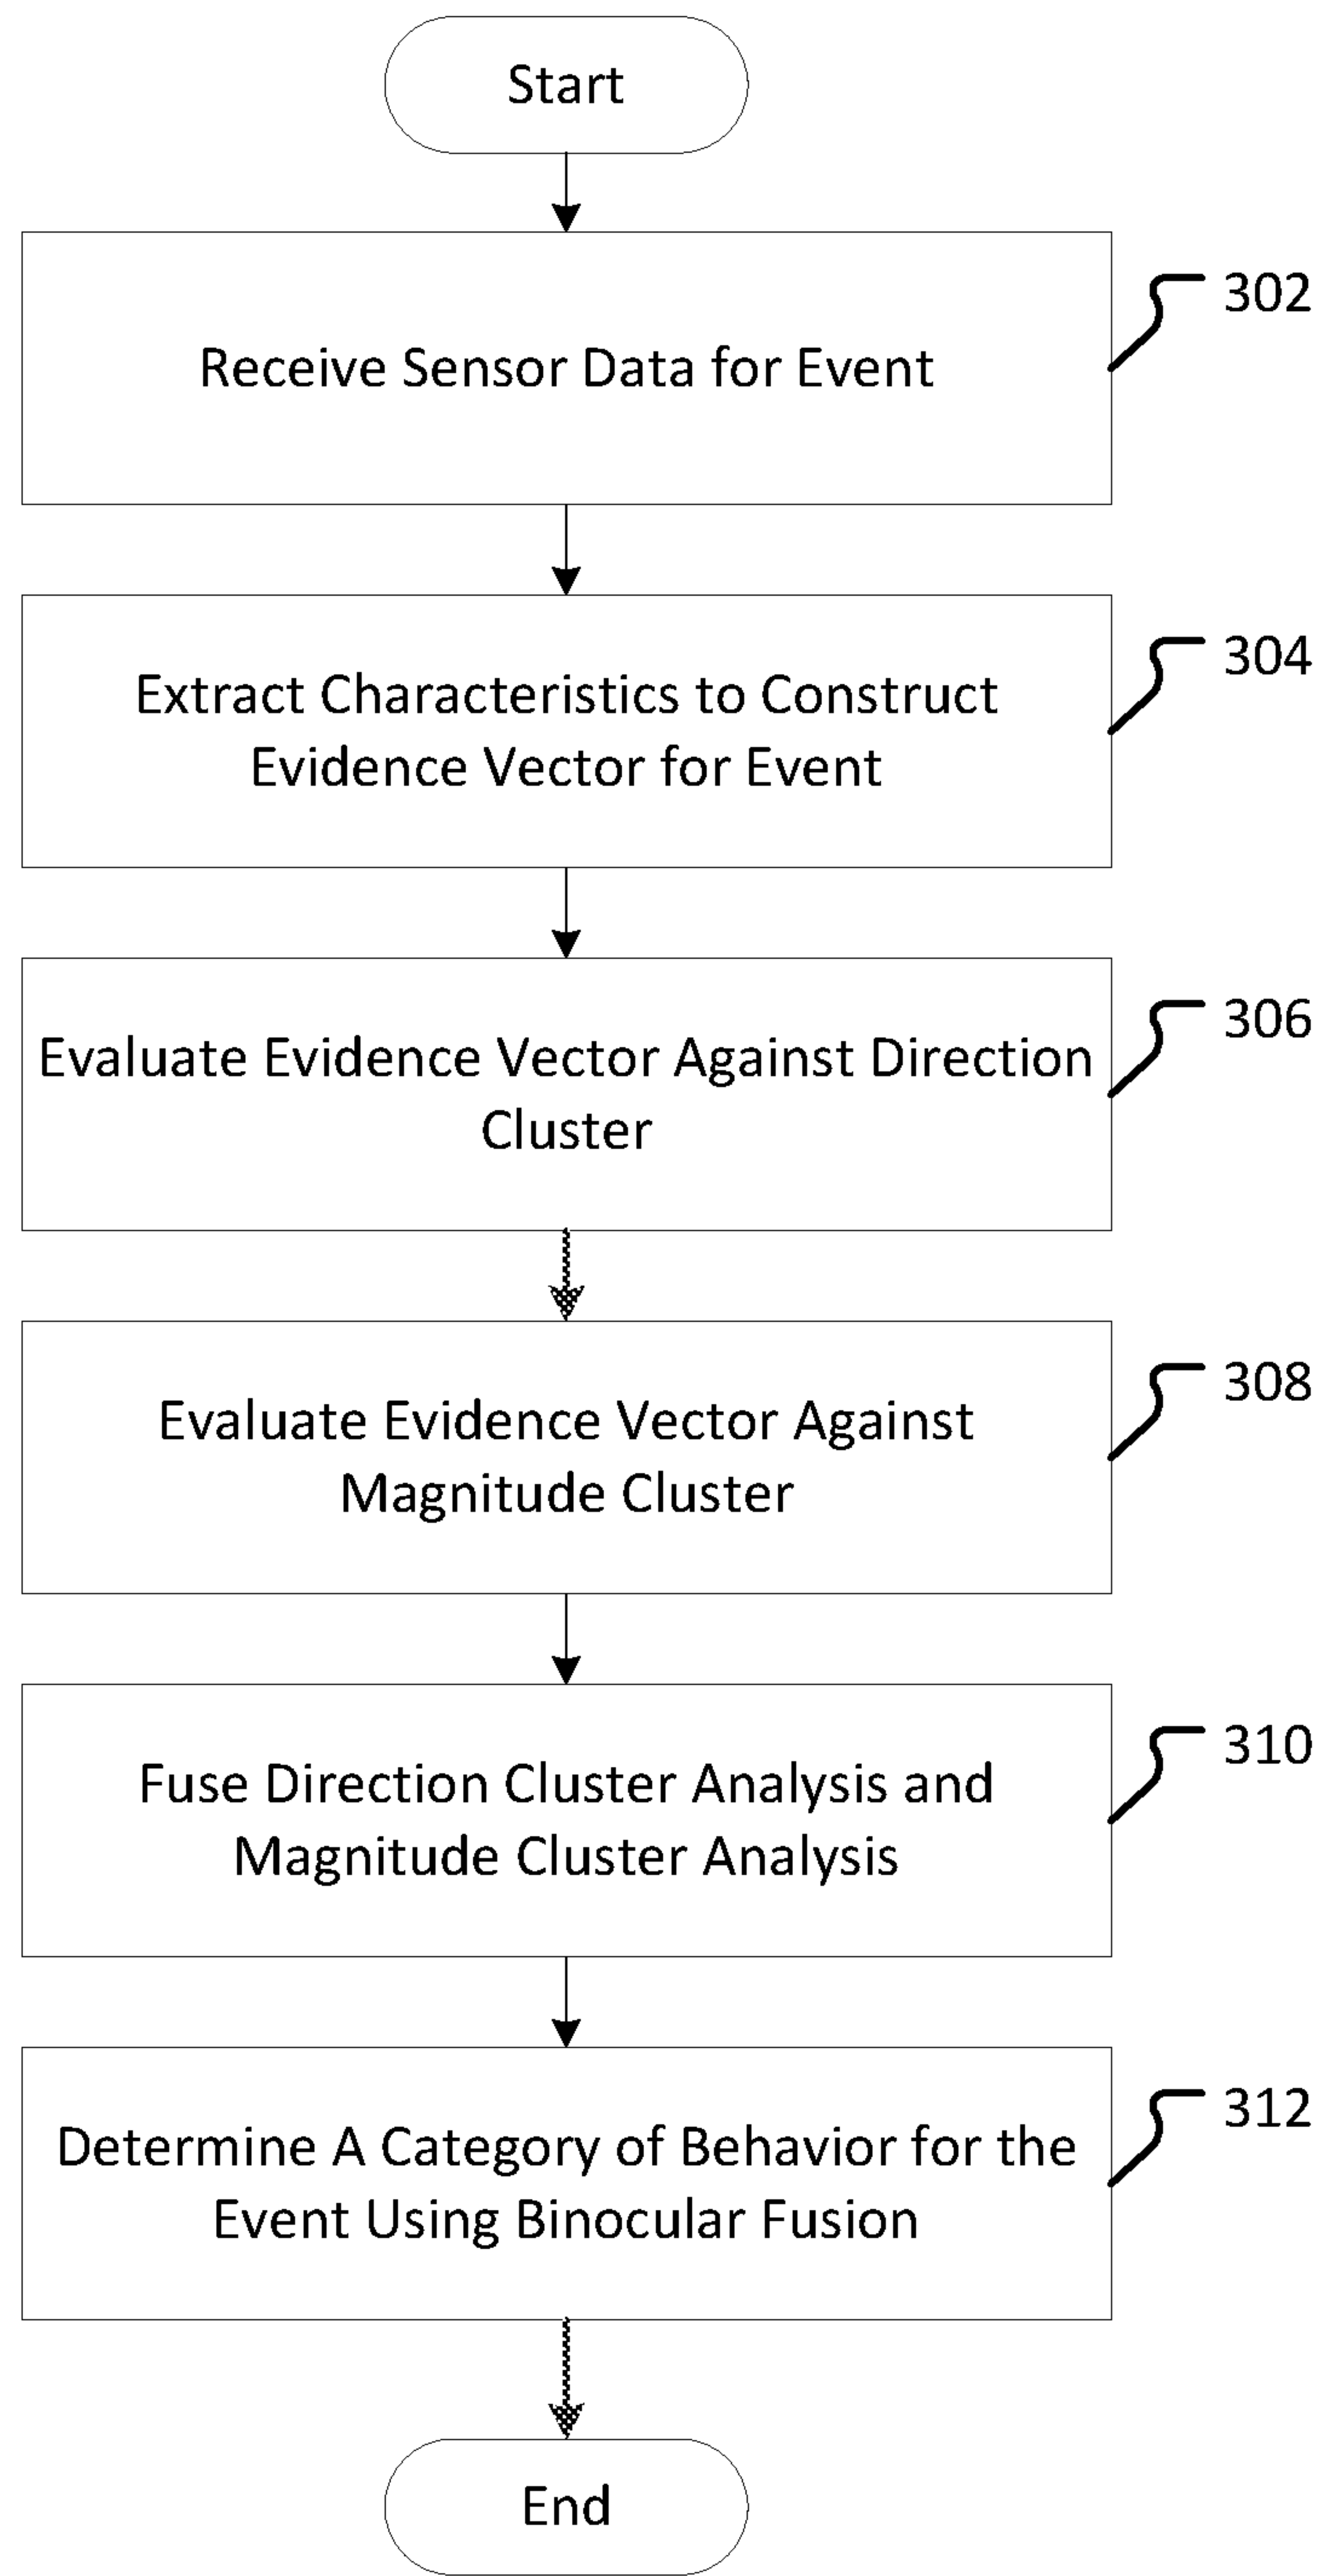 Start
302
Receive Sensor Data for Event
304
Extract Characteristics to Construct
Evidence Vector for Event
306
Evaluate Evidence Vector Against Direction
Cluster
308
Evaluate Evidence Vector Against
Magnitude Cluster
310
Fuse Direction Cluster Analysis and
Magnitude Cluster Analysis
312
Determine A Category of Behavior for the
Event Using Binocular Fusion
End